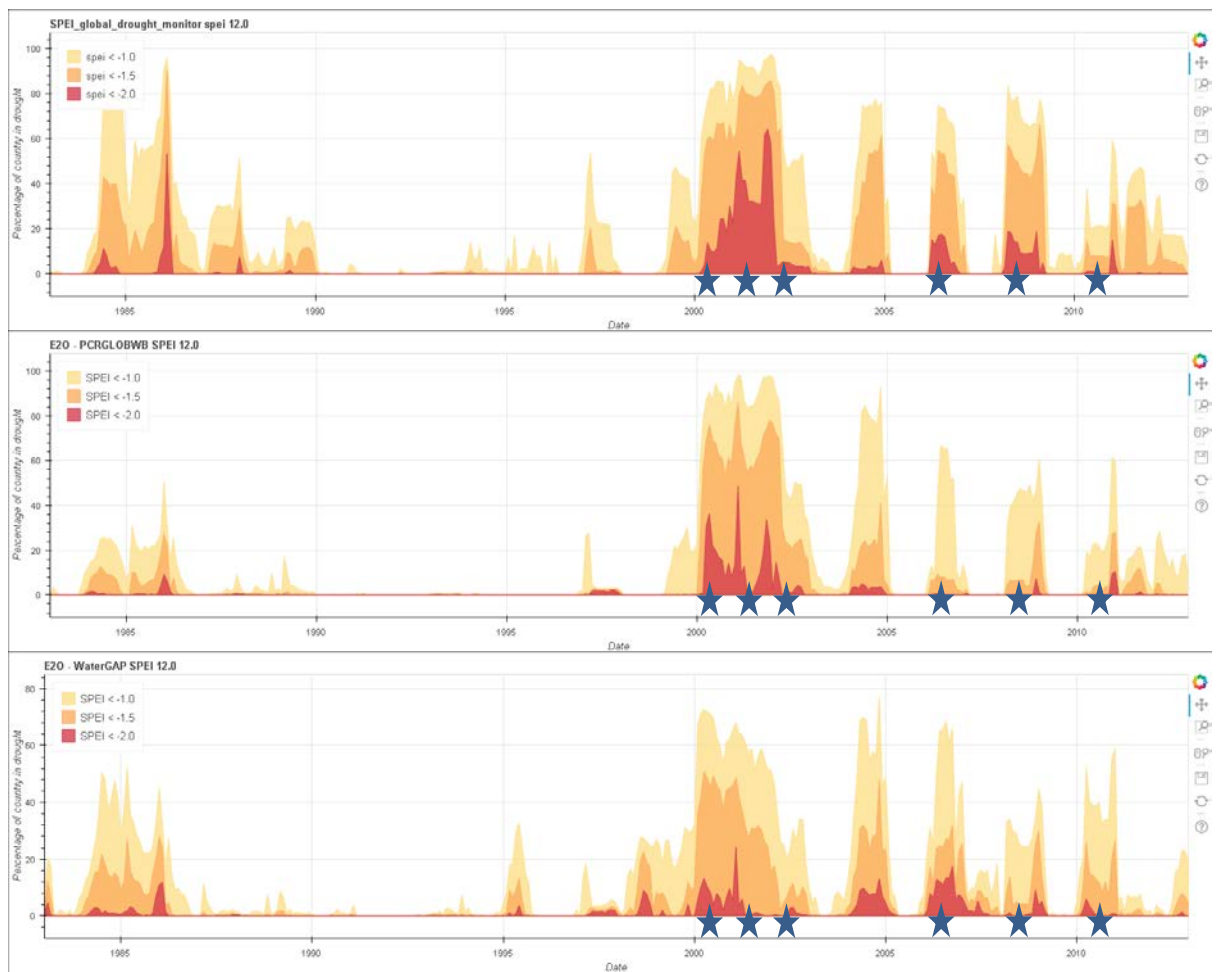 SPEI_global_drought_monitor spei 12.0
Percentage of country in drought
100
80
60
40
20
0
spei < -1.0
spei < -1.5
spei < -2.0
1985
1990
1995
2000
2005
2010
Date
E2O - PCRGLOBWB SPEI 12.0
Percentage of country in drought
100
80
60
40
20
0
SPEI < -1.0
SPEI < -1.5
SPEI < -2.0
1985
1990
1995
2000
2005
2010
Date
E2O - WaterGAP SPEI 12.0
Percentage of country in drought
80
60
40
20
0
SPEI < -1.0
SPEI < -1.5
SPEI < -2.0
1985
1990
1995
2000
2005
2010
Date